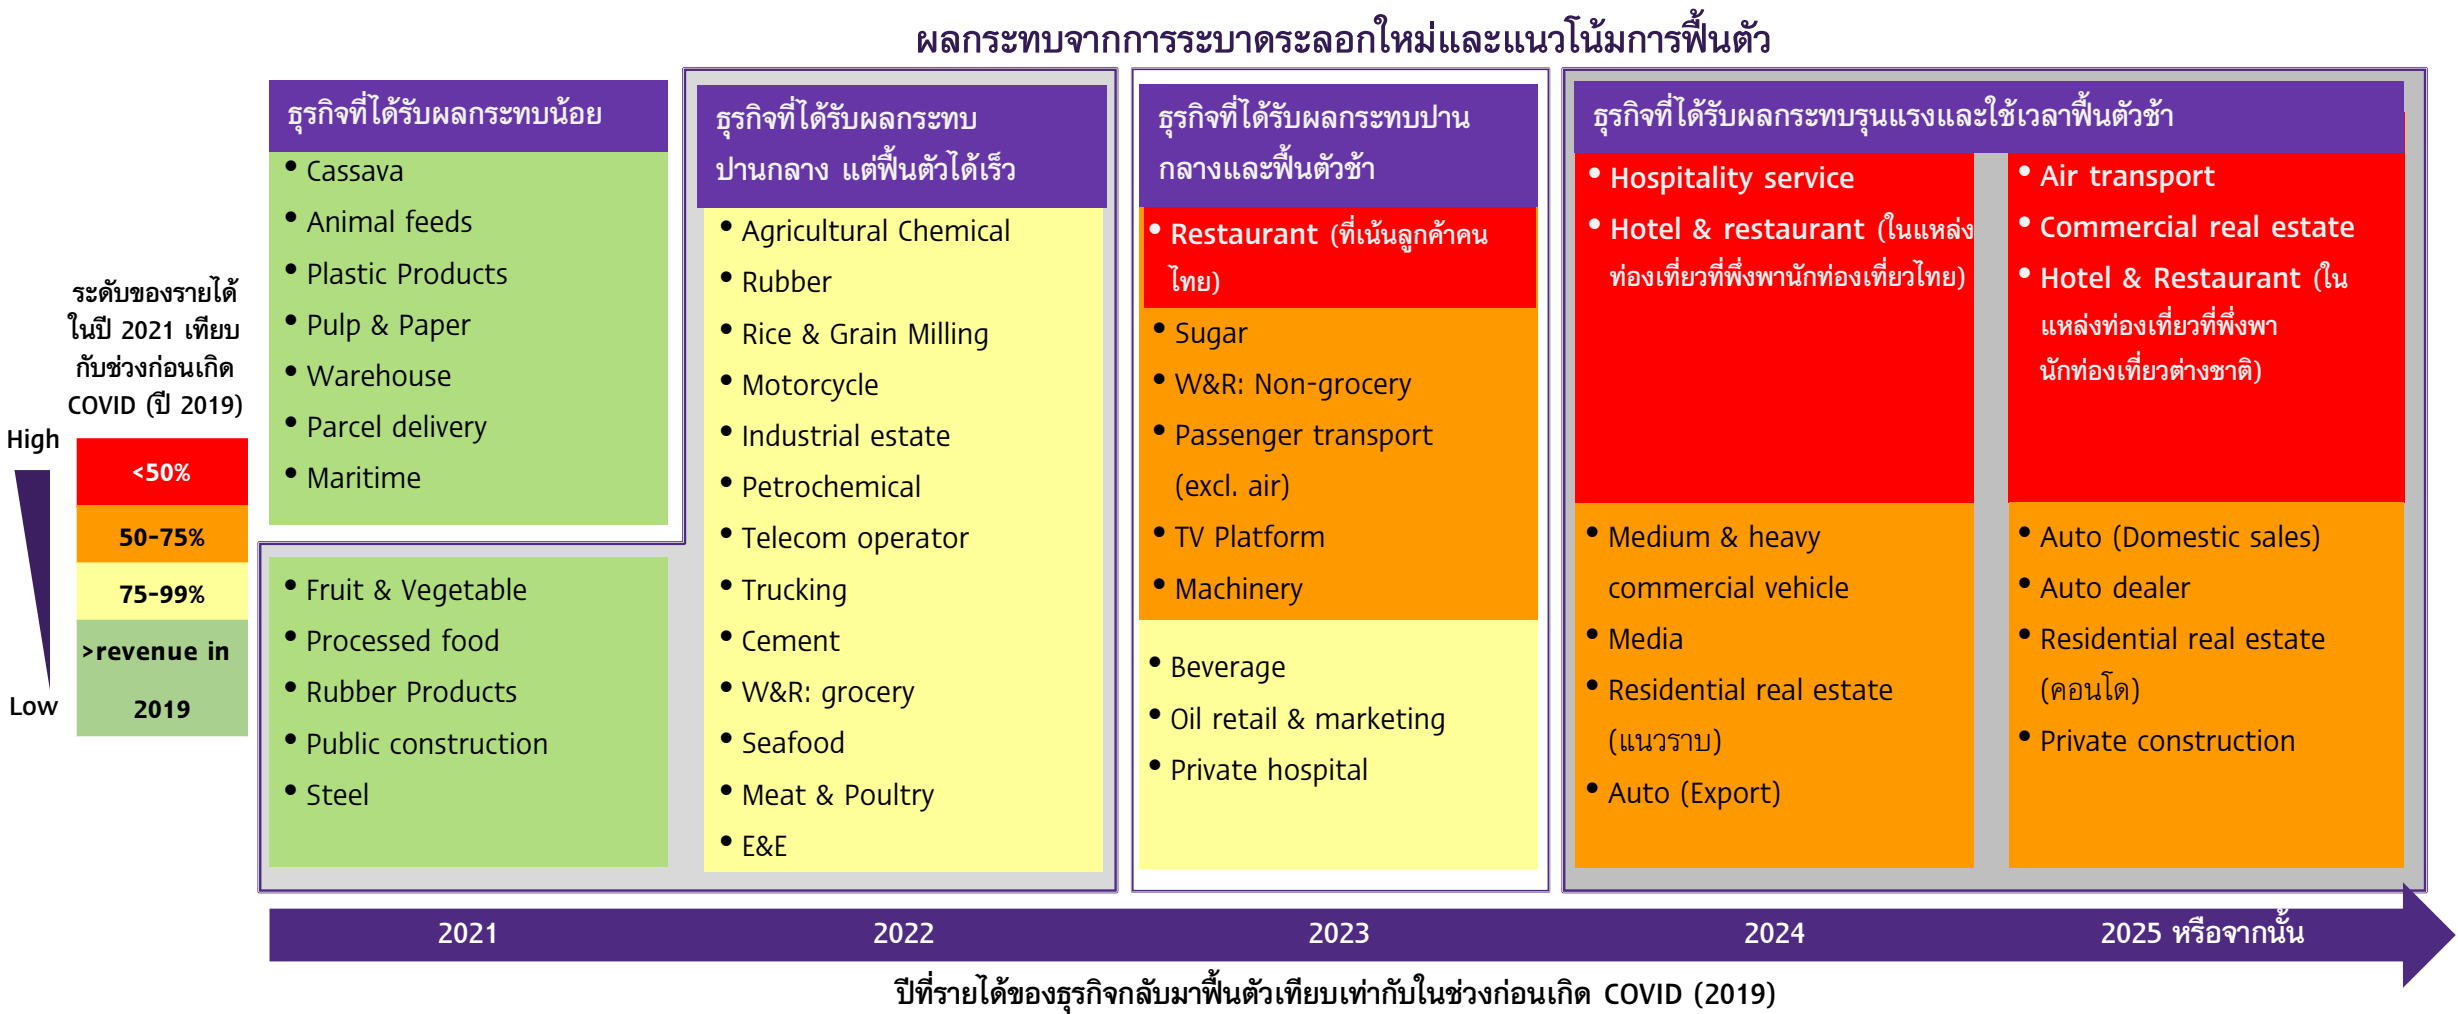 ผลกระทบจากการระบาดระลอกใหม่และแนวโน้มการฟื้นตัว
ระดับของรายได้
ในปี 2021 เทียบ
กับช่วงก่อนเกิด
COVID (ปี 2019)
High
<50%
50-75%
75-99%
>revenue in
2019
Low
ธุรกิจที่ได้รับผลกระทบน้อย
• Cassava
• Animal feeds
• Plastic Products
• Pulp & Paper
• Warehouse
• Parcel delivery
• Maritime
• Fruit & Vegetable
• Processed food
• Rubber Products
• Public construction
• Steel
ธุรกิจที่ได้รับผลกระทบ
ปานกลาง แต่ฟื้นตัวได้เร็ว
• Agricultural Chemical
• Rubber
• Rice & Grain Milling
• Motorcycle
• Industrial estate
• Petrochemical
• Telecom operator
• Trucking
• Cement
• W&R: grocery
• Seafood
• Meat & Poultry
• E&E
ธุรกิจที่ได้รับผลกระทบปาน
กลางและฟื้นตัวช้า
• Restaurant (ที่เน้นลูกค้าคน
ไทย)
• Sugar
• W&R: Non-grocery
• Passenger transport
(excl. air)
• TV Platform
• Machinery
• Beverage
• Oil retail & marketing
• Private hospital
ธุรกิจที่ได้รับผลกระทบรุนแรงและใช้เวลาฟื้นตัวช้า
• Hospitality service
• Hotel & restaurant (ในแหล่ง
ท่องเที่ยวที่พึ่งพานักท่องเที่ยวไทย)
• Medium & heavy
commercial vehicle
• Media
• Residential real estate
(แนวราบ)
• Auto (Export)
• Air transport
• Commercial real estate
• Hotel & Restaurant (ใน
แหล่งท่องเที่ยวที่พึ่งพา
นักท่องเที่ยวต่างชาติ)
• Auto (Domestic sales)
• Auto dealer
• Residential real estate
(คอนโด)
• Private construction
2021
2022
2023
2024
2025 หรือจากนั้น
ปีที่รายได้ของธุรกิจกลับมาฟื้นตัวเทียบเท่ากับในช่วงก่อนเกิด COVID (2019)